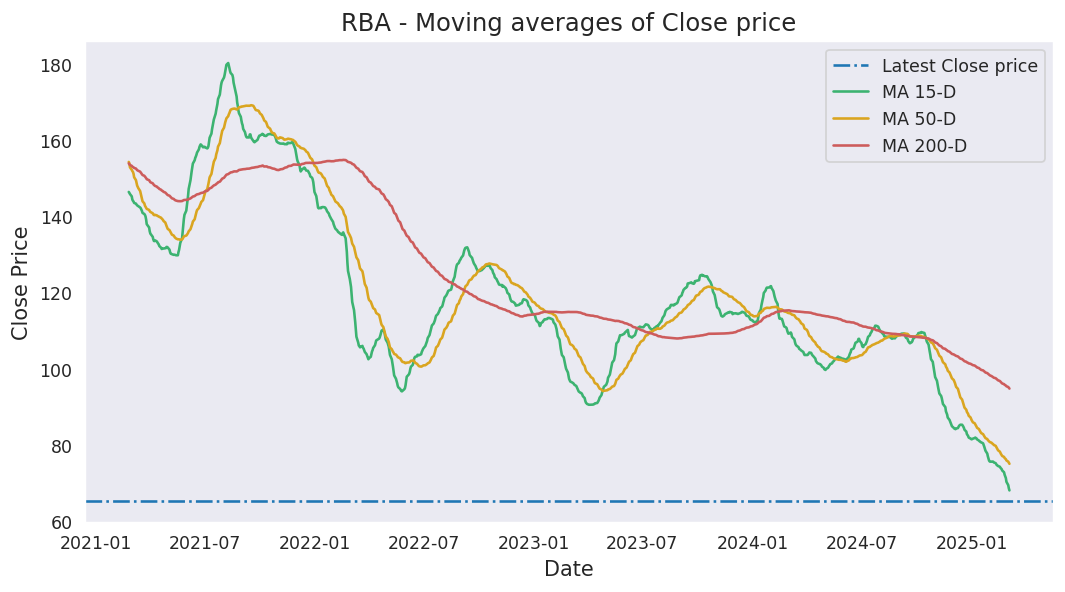 RBA - Moving averages of Close price
Latest Close price
MA 15-D
MA 50-D
MA 200-D
Close Price
180
160
140
120
100
80
60
2021-01 2021-07 2022-01 2022-07 2023-01 2023-07 2024-01 2024-07 2025-01
Date